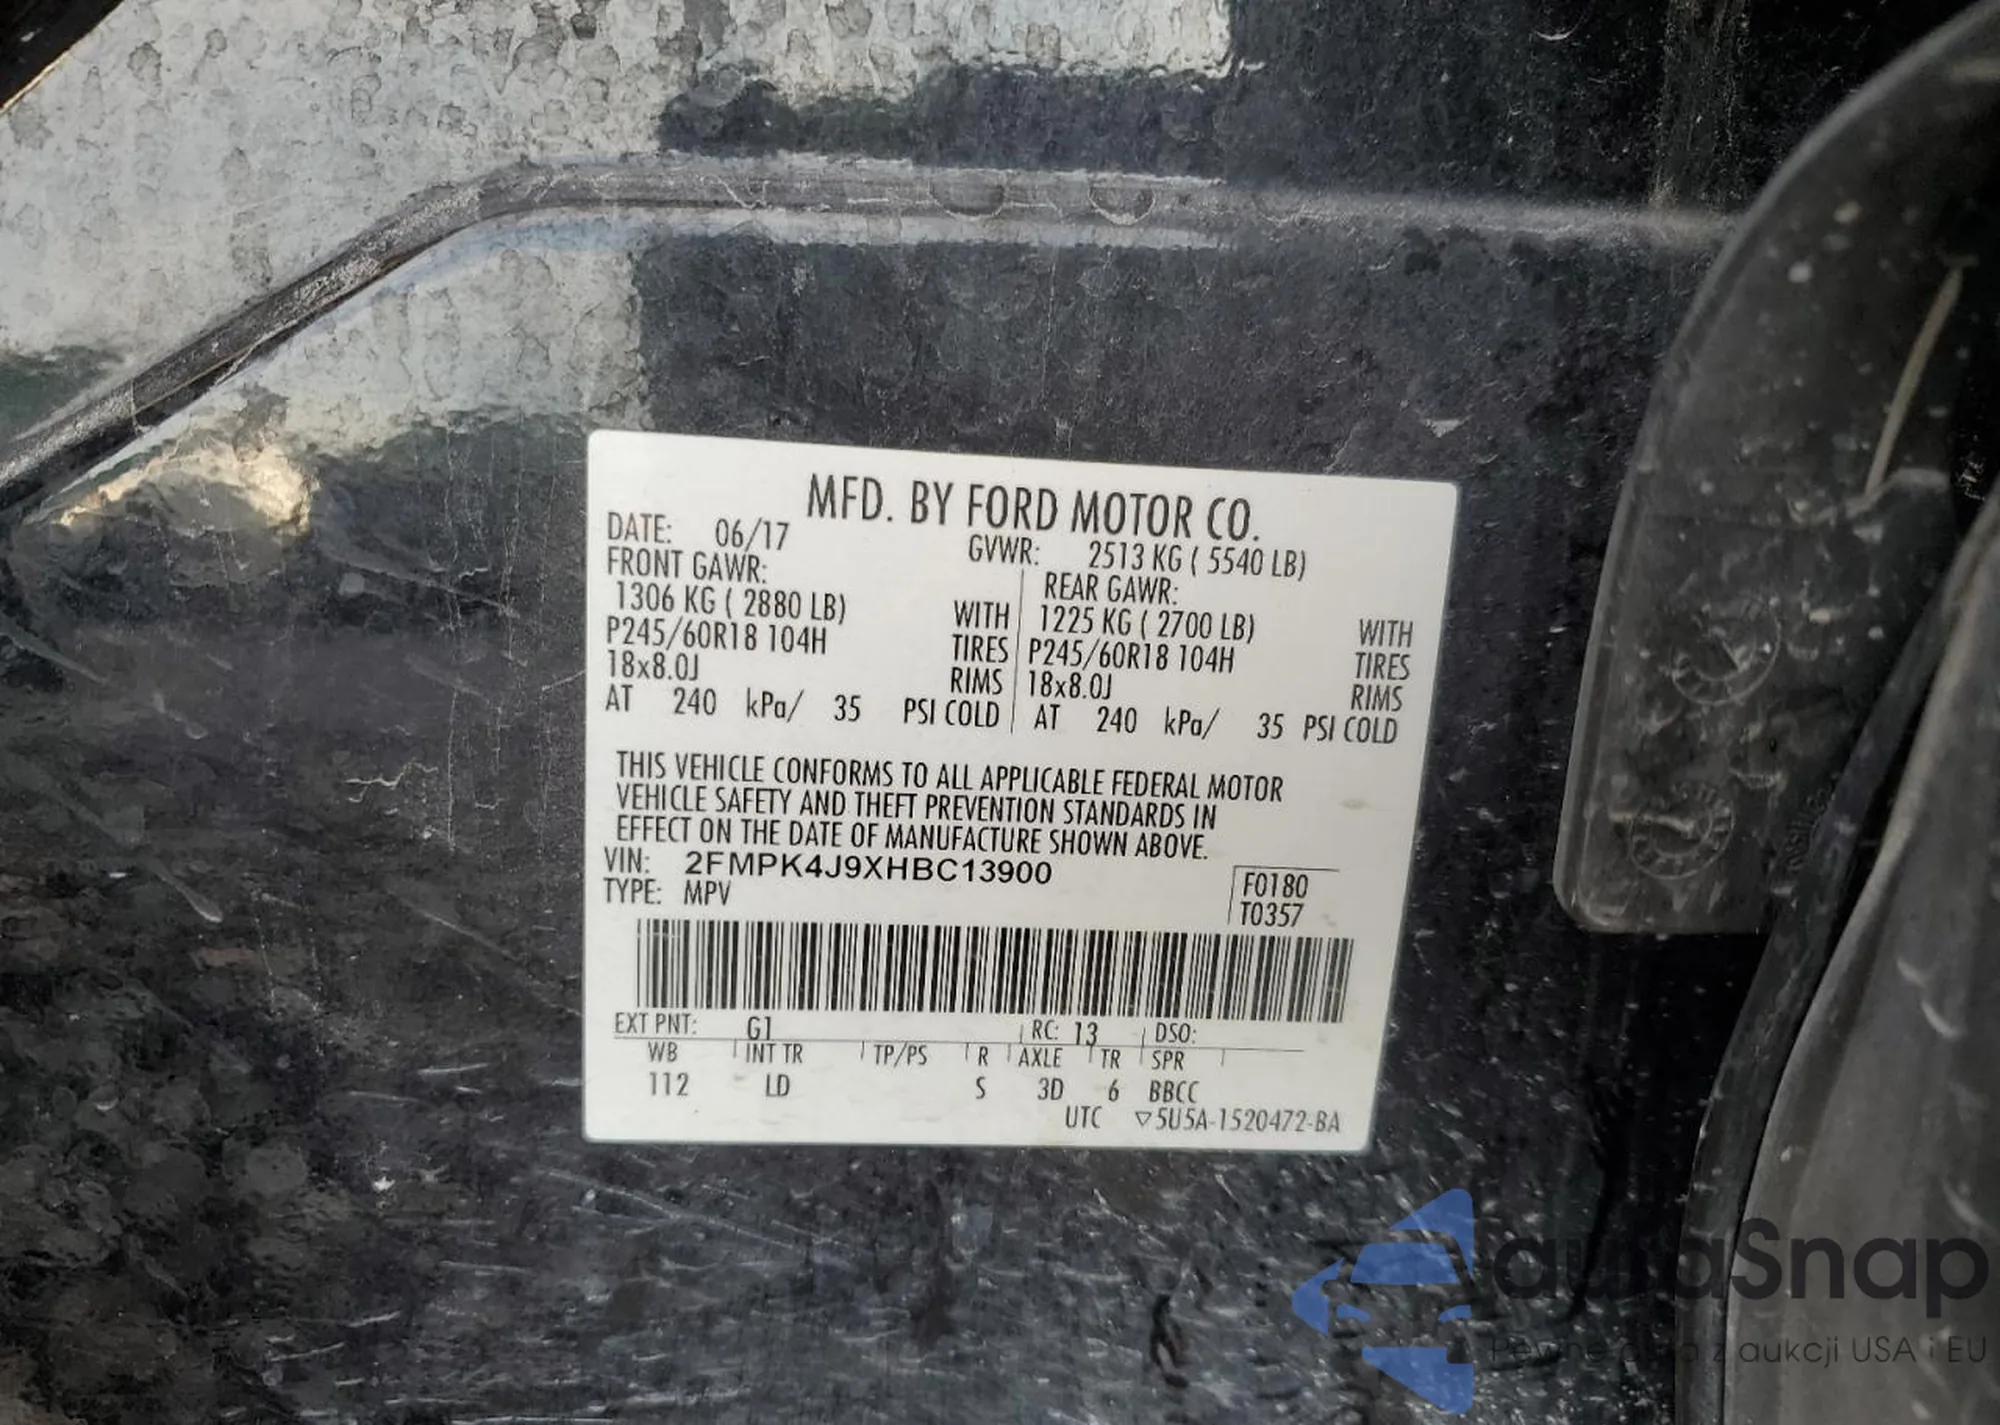 MFD. BY FORD MOTOR CO.
DATE: 06/17 GVWR: 2513 KG ( 5540 LB)
FRONT GAWR: REAR GAWR:
1306 KG ( 2880 LB) WITH 1225 KG ( 2700 LB) WITH
P245/60R18 104H TIRES P245/60R18 104H TIRES
18x8.0J RIMS 18x8.0J RIMS
AT 240 kPa/ 35 PSI COLD AT 240 kPa/ 35 PSI COLD
THIS VEHICLE CONFORMS TO ALL APPLICABLE FEDERAL MOTOR
VEHICLE SAFETY AND THEFT PREVENTION STANDARDS IN
EFFECT ON THE DATE OF MANUFACTURE SHOWN ABOVE.
VIN: 2FMPK4J9XHBC13900
TYPE: MPV
F0180
T0357
EXT PNT: G1 RC: 13 DSO:
WB INT TR TP/PS R AXLE TR SPR
112 LD S 3D 6 BBCC
UTC ▽5U5A-1520472-BA
auraSnap
z aukcji USA i EU